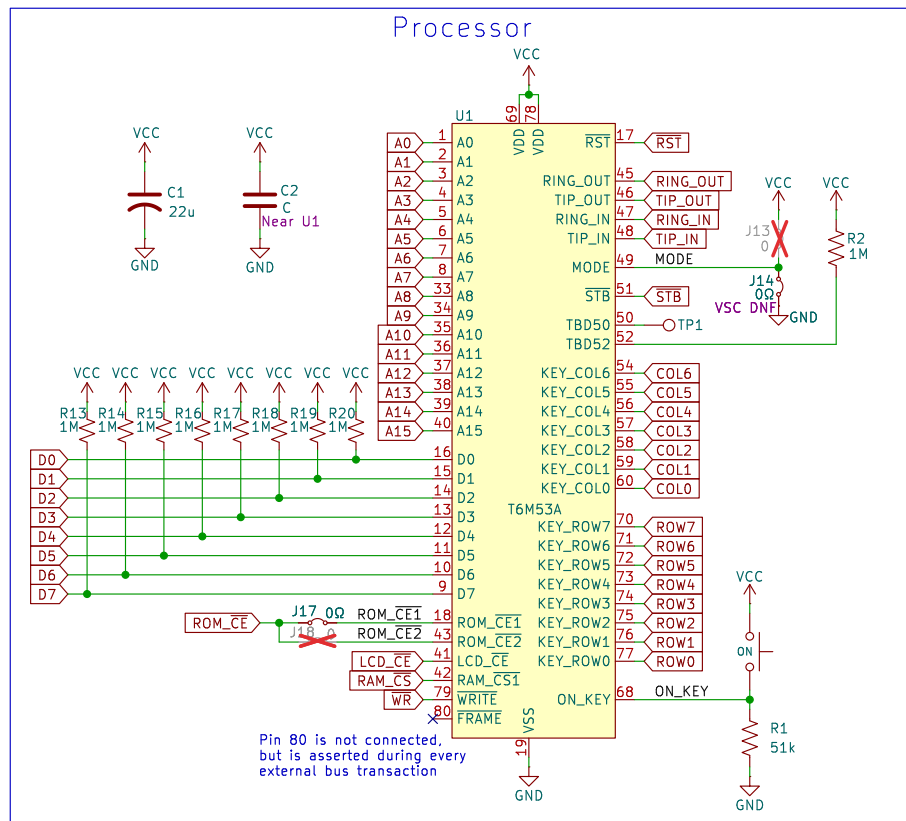 Processor
VCC
U1
69
78
VDD
VDD
VCC
C1
22u
GND
VCC
C2
C
Near U1
GND
A0 1 A0
A1 2 A1
A2 3 A2
A3 4 A3
A4 5 A4
A5 6 A5
A6 7 A6
A7 8 A7
A8 33 A8
A9 34 A9
A10 35 A10
A11 36 A11
A12 37 A12
A13 38 A13
A14 39 A14
A15 40 A15
VCC VCC VCC VCC VCC VCC VCC VCC
R13 R14 R15 R16 R17 R18 R19 R20
1M 1M 1M 1M 1M 1M 1M 1M
D0 16 D0
D1 15 D1
D2 14 D2
D3 13 D3
D4 12 D4
D5 11 D5
D6 10 D6
D7 9 D7
ROM_CE
J17 0Ω ROM_CE1 18 ROM_CE1
J18 0 ROM_CE2 43 ROM_CE2
LCD_CE 41 LCD_CE
RAM_CS 42 RAM_CS1
WR 79 WRITE
80 FRAME
Pin 80 is not connected,
but is asserted during every
external bus transaction
T6M53A
VSS
19
GND
RST 17 RST
RING_OUT 45 RING_OUT
TIP_OUT 46 TIP_OUT
RING_IN 47 RING_IN
TIP_IN 48 TIP_IN
MODE 49 MODE
STB 51 STB
TBD50 50 TP1
TBD52 52
VCC
J13
0
J14
0Ω
VSC DNF
GND
VCC
R2
1M
KEY_COL6 54 COL6
KEY_COL5 55 COL5
KEY_COL4 56 COL4
KEY_COL3 57 COL3
KEY_COL2 58 COL2
KEY_COL1 59 COL1
KEY_COL0 60 COL0
KEY_ROW7 70 ROW7
KEY_ROW6 71 ROW6
KEY_ROW5 72 ROW5
KEY_ROW4 73 ROW4
KEY_ROW3 74 ROW3
KEY_ROW2 75 ROW2
KEY_ROW1 76 ROW1
KEY_ROW0 77 ROW0
ON_KEY 68 ON_KEY
VCC
ON
R1
51k
GND